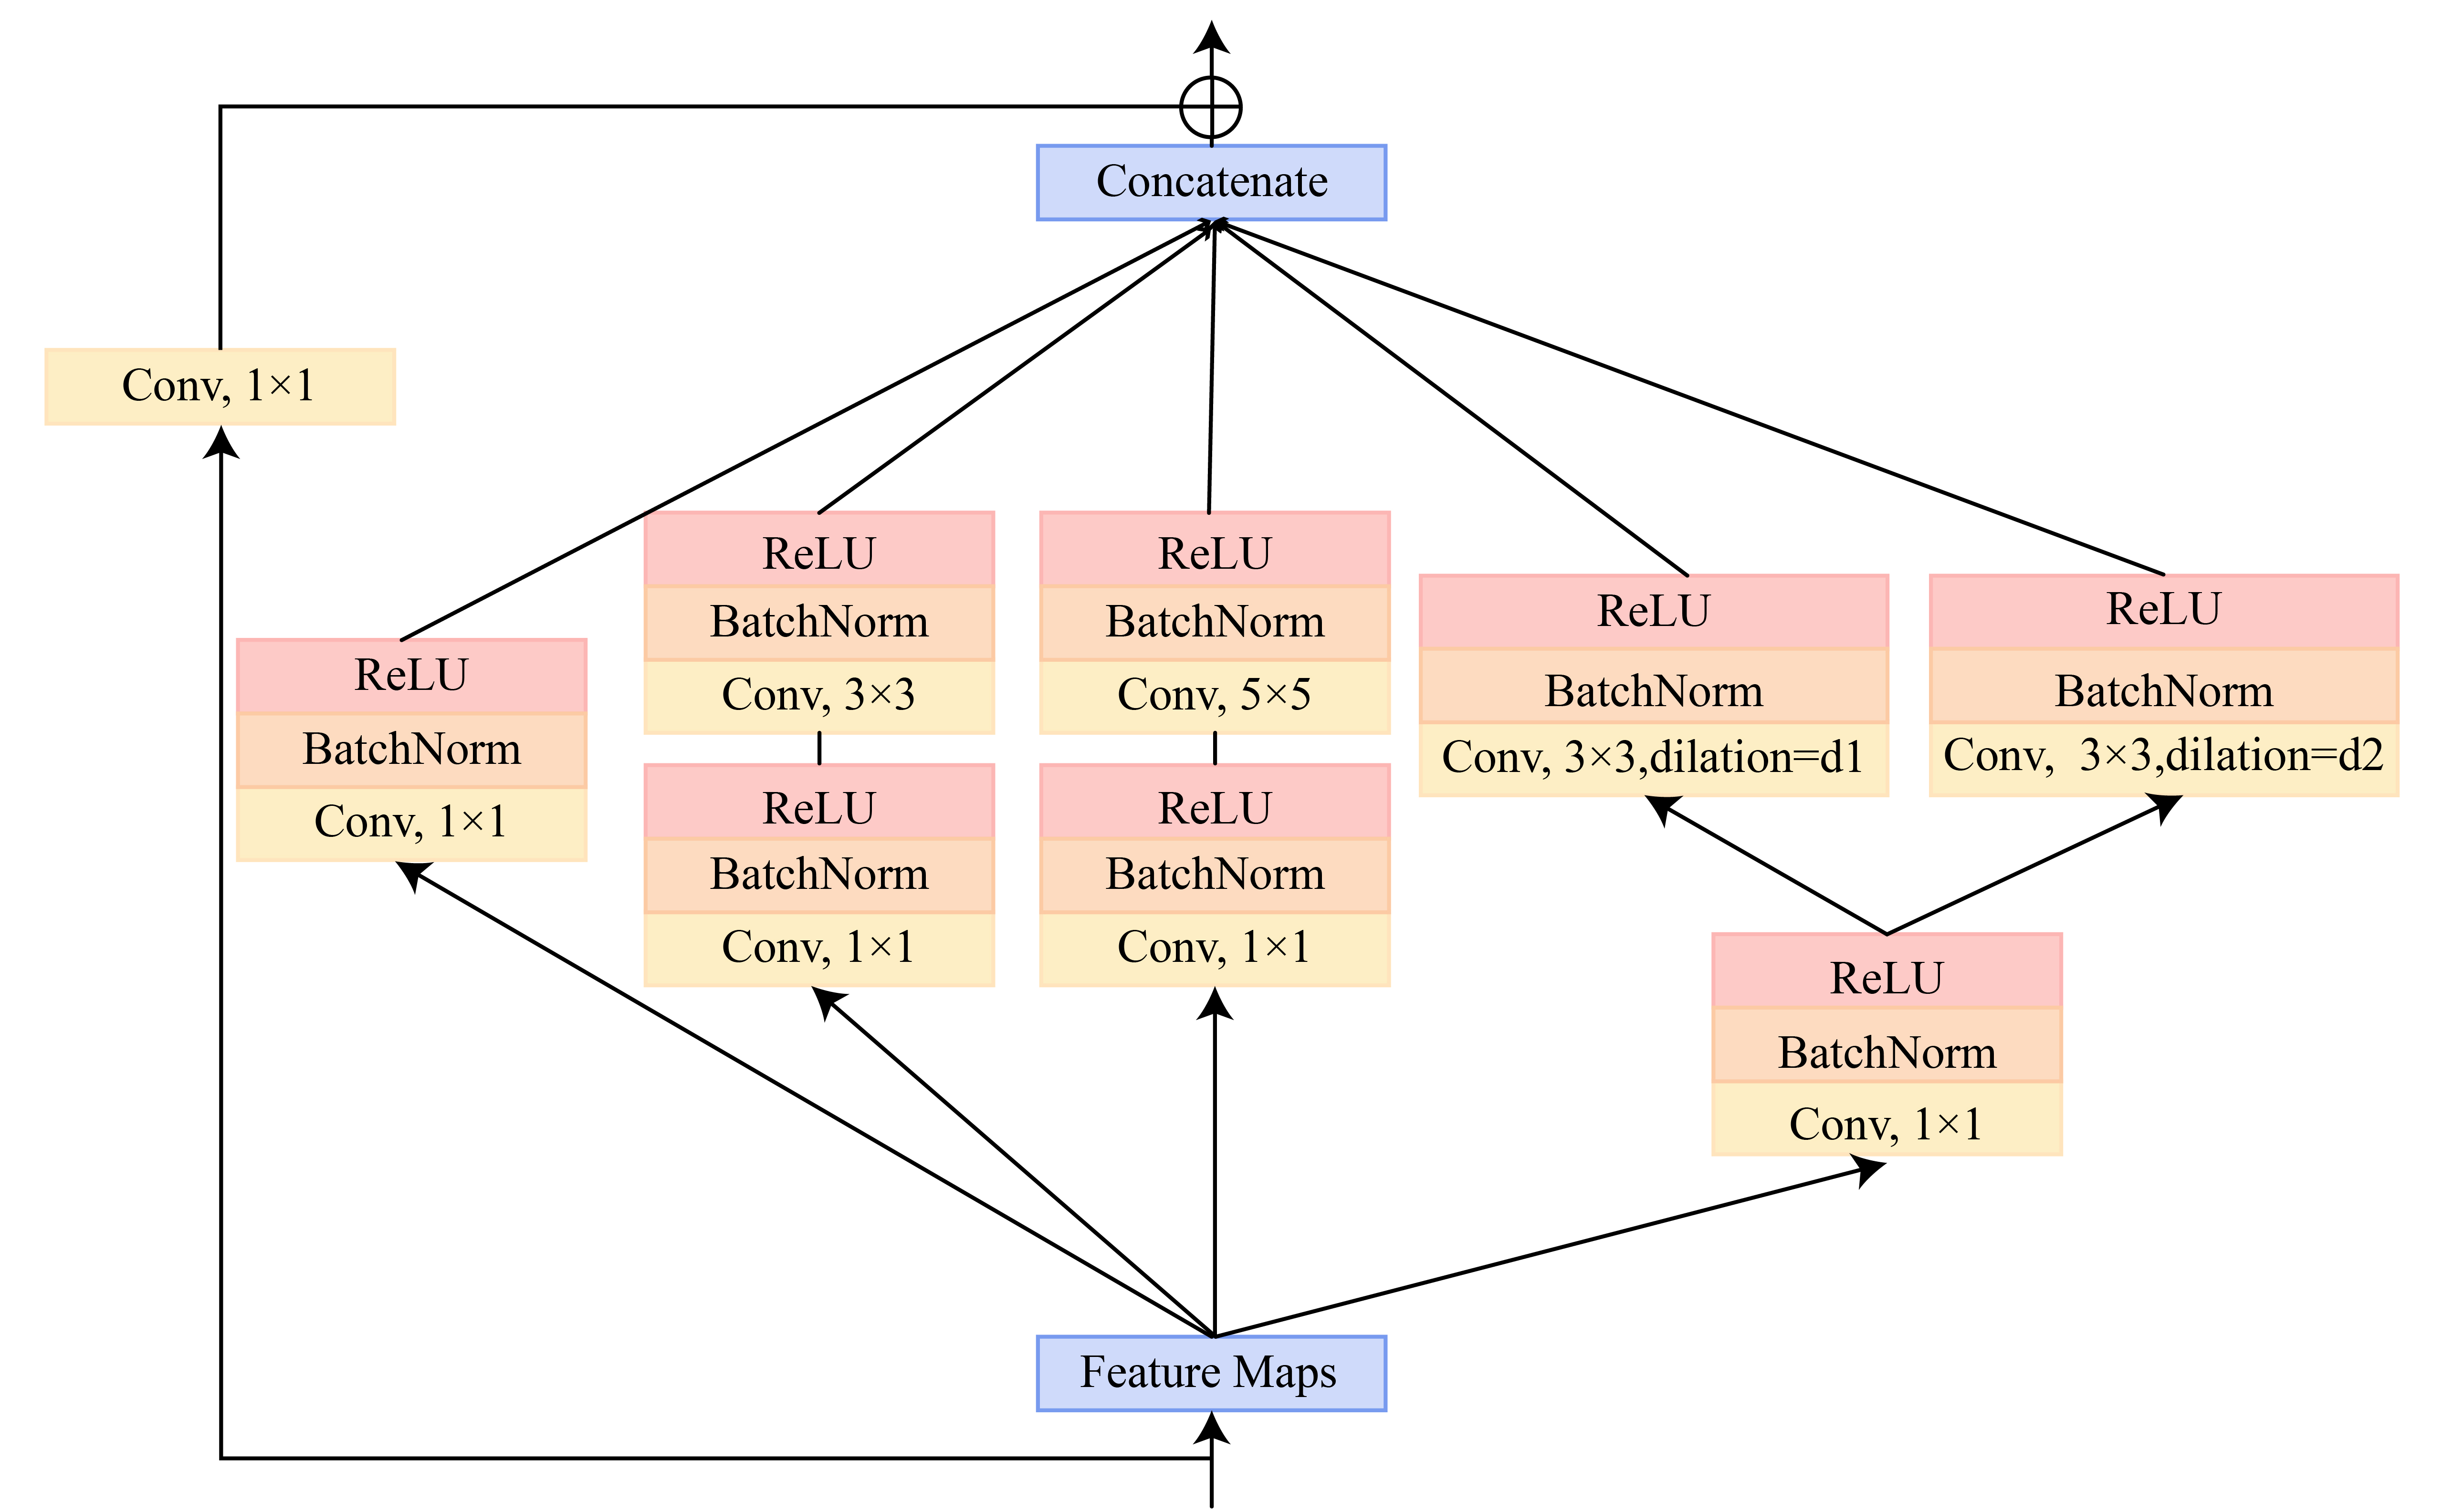 Concatenate
Conv, 1×1
ReLU
BatchNorm
Conv, 1×1
ReLU
BatchNorm
Conv, 3×3
ReLU
BatchNorm
Conv, 1×1
ReLU
BatchNorm
Conv, 5×5
ReLU
BatchNorm
Conv, 1×1
ReLU
BatchNorm
Conv, 3×3,dilation=d1
ReLU
BatchNorm
Conv, 3×3,dilation=d2
ReLU
BatchNorm
Conv, 1×1
Feature Maps